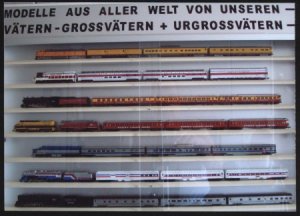 MODELLE AUS ALLER WELT VON UNSEREN -
VÄTERN-GROSSVÄTERN + URGROSSVÄTERN -